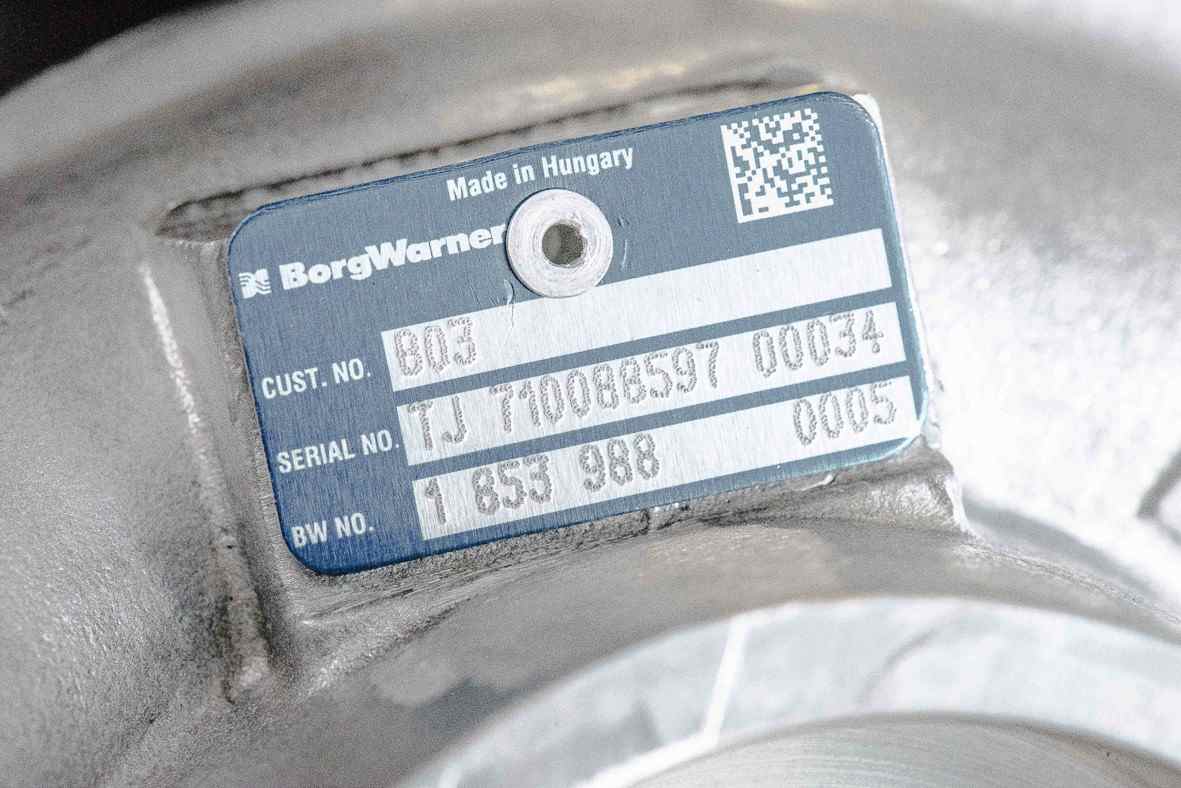 Made in Hungary
BorgWarner
CUST. NO. 803
SERIAL NO. TJ 710088597 00034
BW NO. 1 853 988 0005